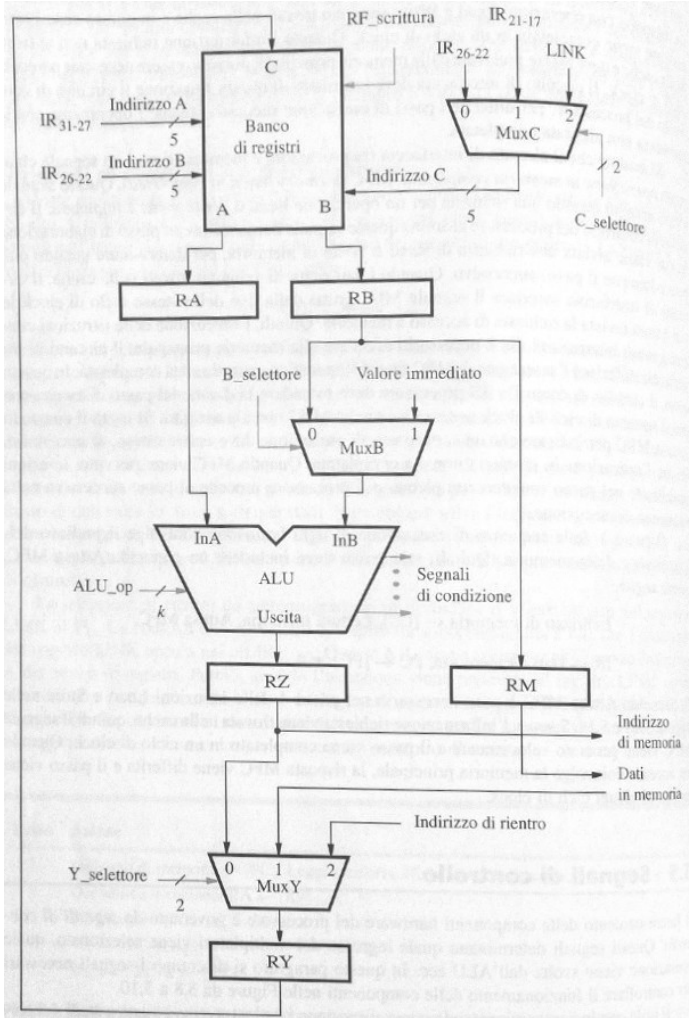 RF_scrittura
IR21-17
IR26-22
LINK
C
Indirizzo A
IR31-27
5
Banco
di registri
0
1
2
MuxC
Indirizzo B
IR26-22
5
2
Indirizzo C
5
A
B
C_selettore
RA
RB
B_selettore
Valore immediato
0
1
MuxB
InA
InB
ALU
ALU_op
k
Segnali
di condizione
Uscita
RZ
RM
Indirizzo
di memoria
Dati
in memoria
Indirizzo di rientro
0
1
2
Y_selettore
MuxY
2
RY